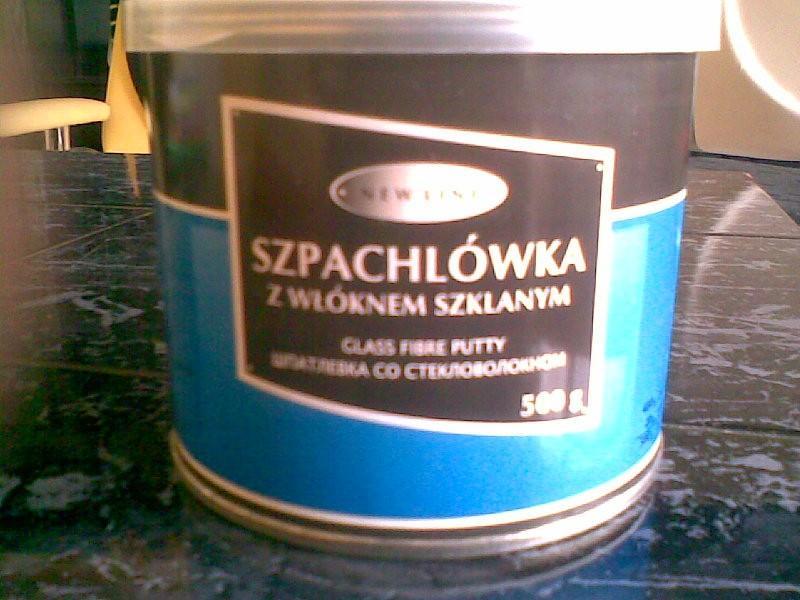 NEW LINE
SZPACHLÓWKA
Z WŁÓKNEM SZKLANYM
GLASS FIBRE PUTTY
ШПАТЛЕВКА СО СТЕКЛОВОЛОКНОМ
500 g